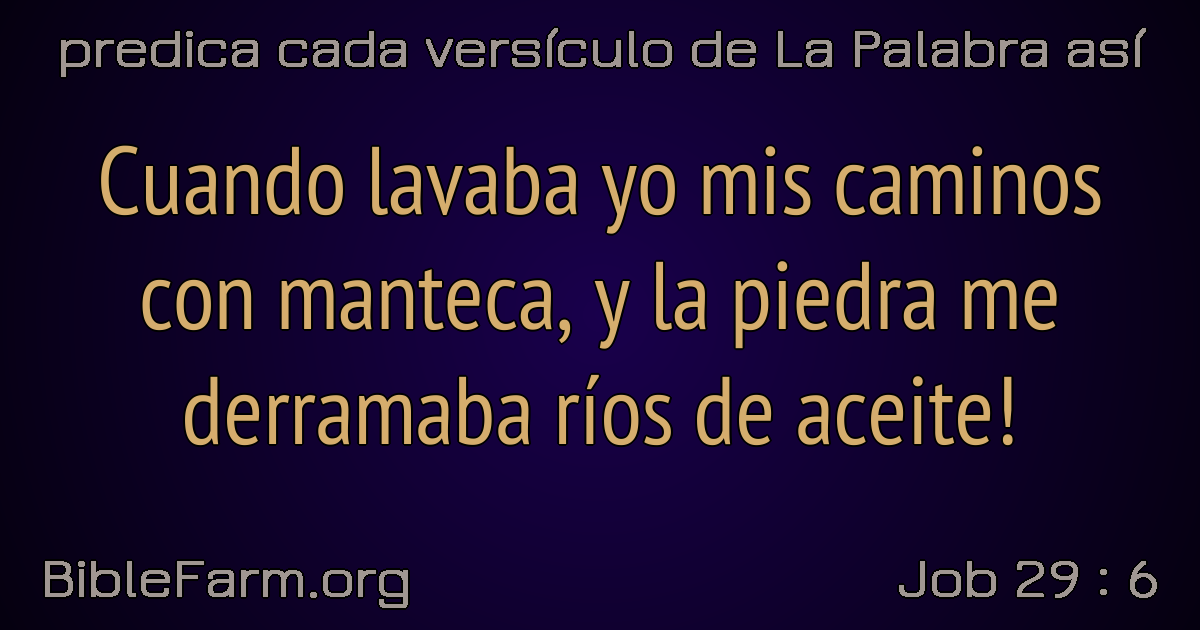 predica cada versículo de La Palabra así
Cuando lavaba yo mis caminos
con manteca, y la piedra me
derramaba ríos de aceite!
BibleFarm.org
Job 29 : 6